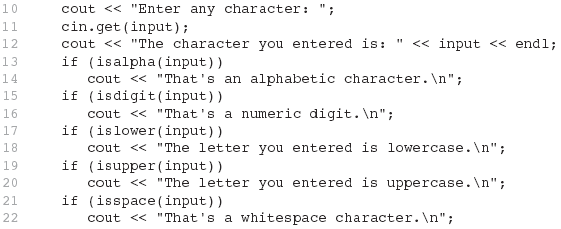 10 cout << "Enter any character: ";
11 cin.get(input);
12 cout << "The character you entered is: " << input << endl;
13 if (isalpha(input))
14 cout << "That's an alphabetic character.\n";
15 if (isdigit(input))
16 cout << "That's a numeric digit.\n";
17 if (islower(input))
18 cout << "The letter you entered is lowercase.\n";
19 if (isupper(input))
20 cout << "The letter you entered is uppercase.\n";
21 if (isspace(input))
22 cout << "That's a whitespace character.\n";